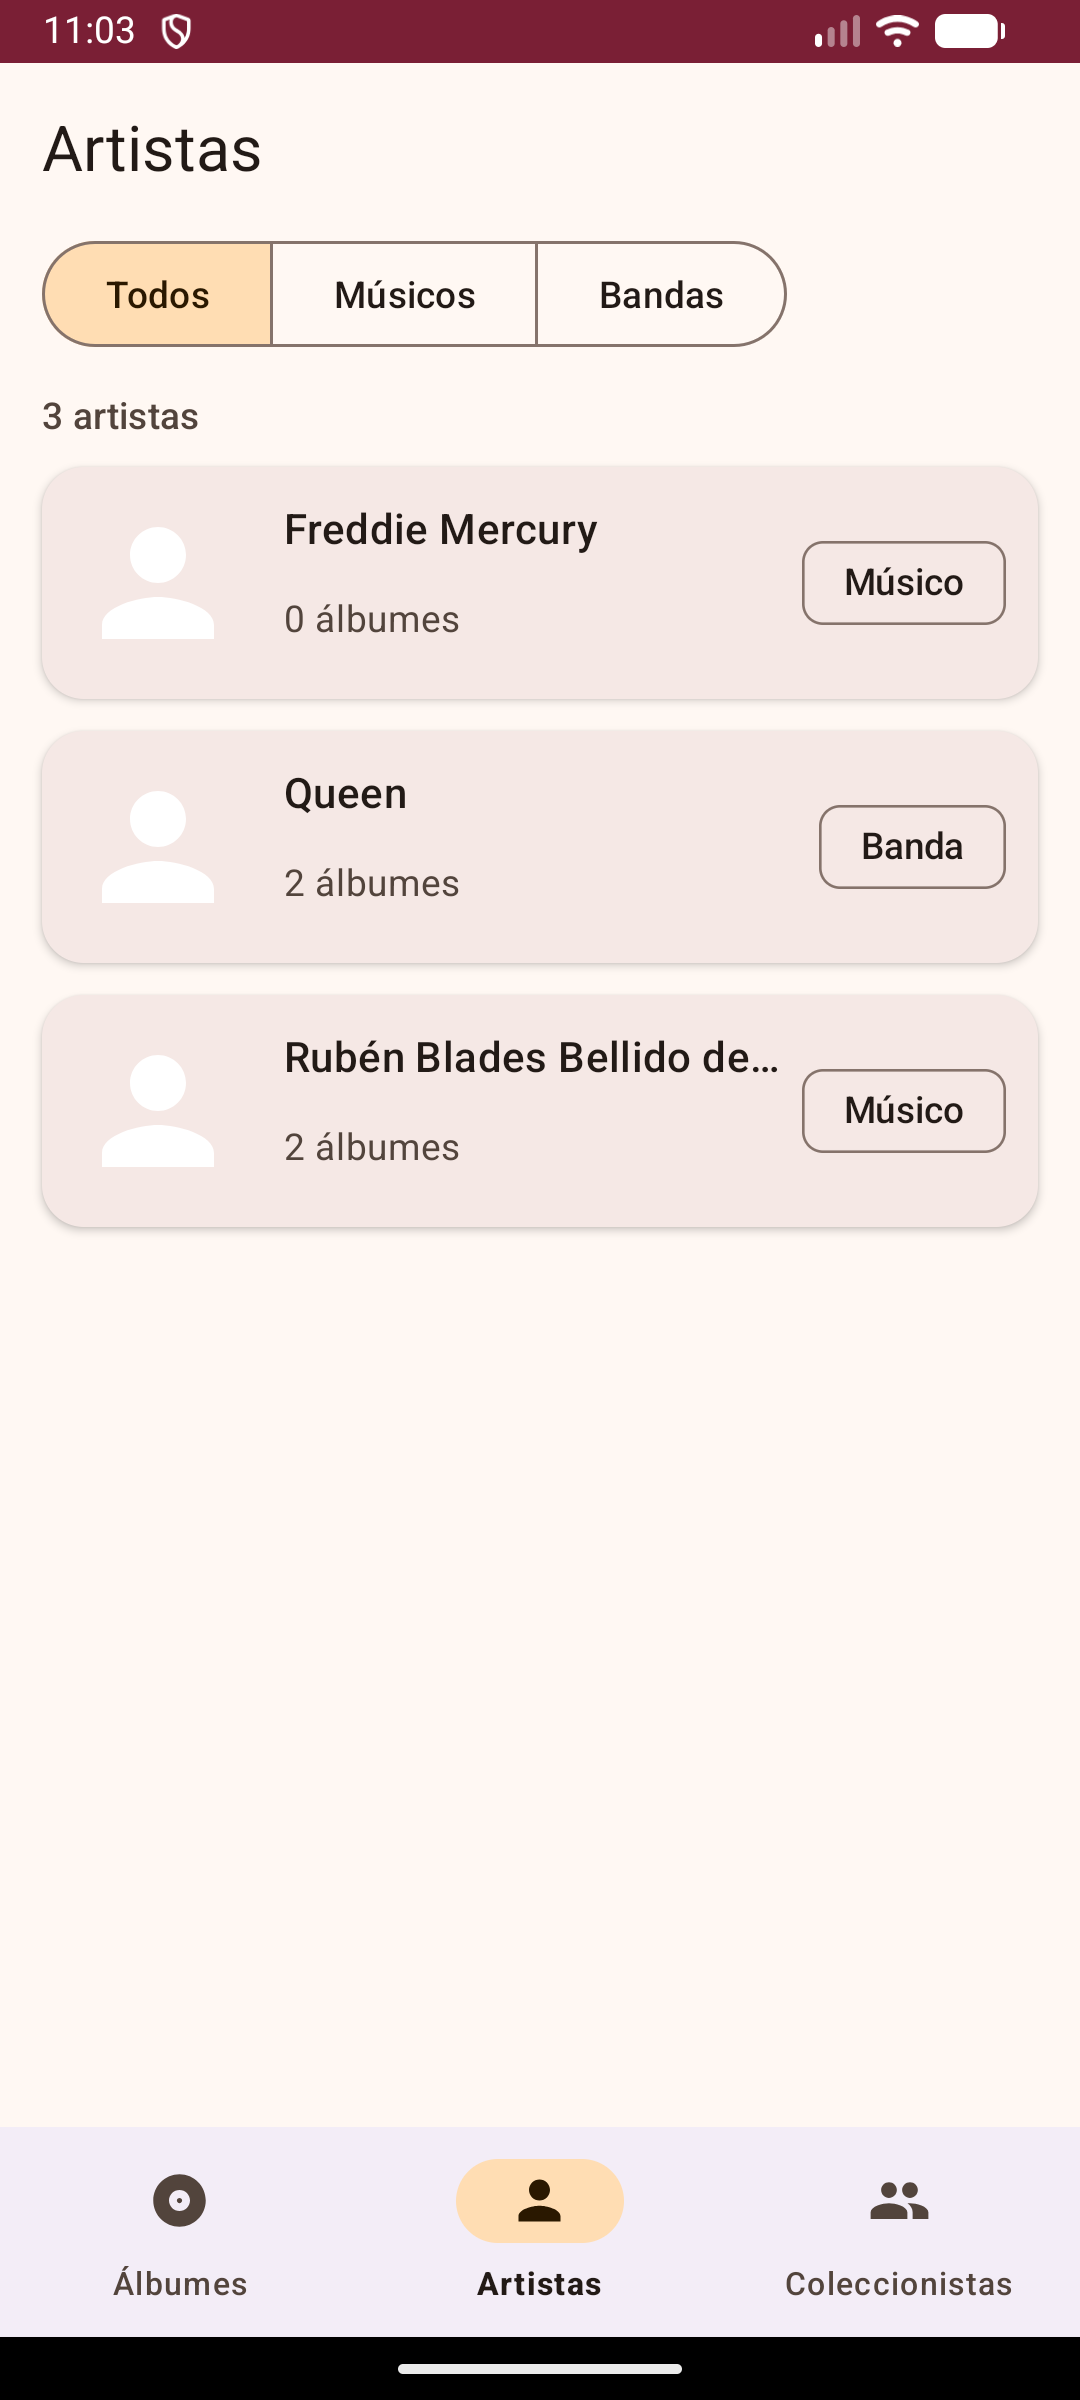 11:03
Artistas
Todos Músicos Bandas
3 artistas
Freddie Mercury
Músico
0 álbumes
Queen
Banda
2 álbumes
Rubén Blades Bellido de…
Músico
2 álbumes
Álbumes Artistas Coleccionistas